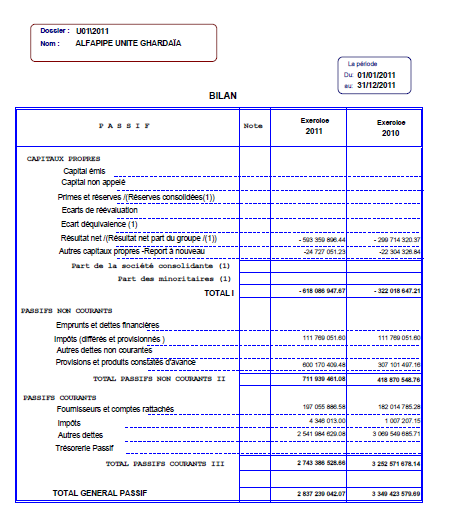 Dossier : U01\2011
Nom : ALFAPIPE UNITE GHARDAÏA
La période
Du: 01/01/2011
au: 31/12/2011
BILAN
P A S S I F Note Exercice 2011 Exercice 2010
CAPITAUX PROPRES
Capital émis
Capital non appelé
Primes et réserves /(Réserves consolidées(1))
Ecarts de réévaluation
Ecart déquivalence (1)
Résultat net /(Résultat net part du groupe /(1)) - 593 359 896.44 - 299 714 320.37
Autres capitaux propres -Report à nouveau -24 727 051.23 - 22 304 326.84
Part de la société consolidante (1)
Part des minoritaires (1)
TOTAL I - 618 086 947.67 - 322 018 647.21
PASSIFS NON COURANTS
Emprunts et dettes financières
Impôts (différés et provisionnés ) 111 769 051.60 111 769 051.60
Autres dettes non courantes
Provisions et produits constatés d'avance 600 170 409.48 307 101 497.16
TOTAL PASSIFS NON COURANTS II 711 939 461.08 418 870 548.76
PASSIFS COURANTS
Fournisseurs et comptes rattachés 197 055 886.58 182 014 785.28
Impôts 4 346 013.00 1 007 207.15
Autres dettes 2 541 984 629.08 3 069 549 685.71
Trésorerie Passif
TOTAL PASSIFS COURANTS III 2 743 386 528.66 3 252 571 678.14
TOTAL GENERAL PASSIF 2 837 239 042.07 3 349 423 579.69